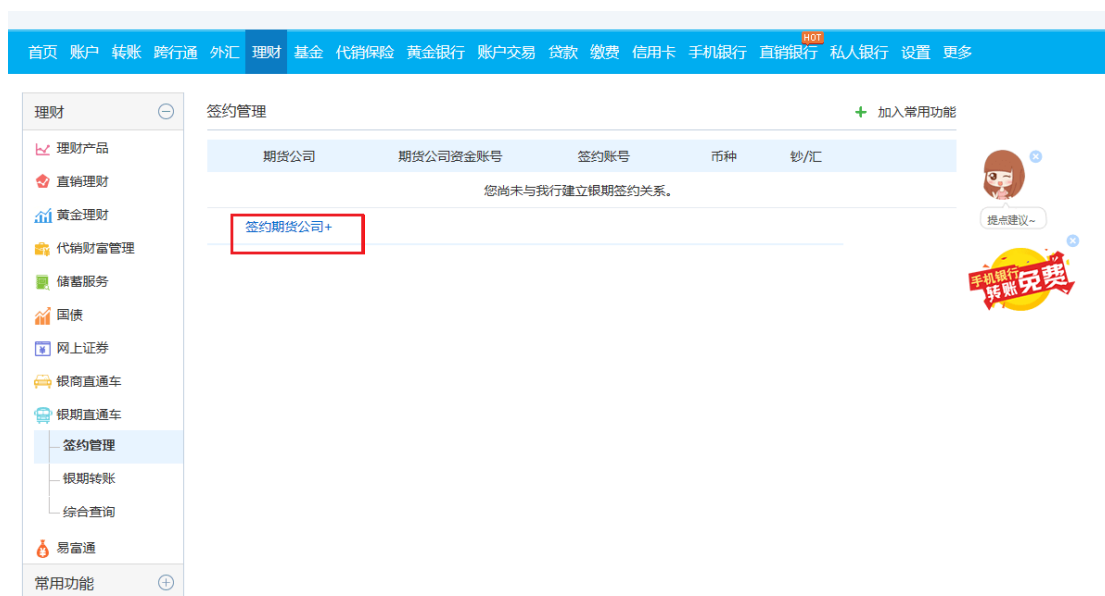 HOT
首页 账户 转账 跨行通 外汇 理财 基金 代销保险 黄金银行 账户交易 贷款 缴费 信用卡 手机银行 直销银行 私人银行 设置 更多
理财
理财产品
直销理财
黄金理财
代销财富管理
储蓄服务
国债
网上证券
银商直通车
银期直通车
签约管理
银期转账
综合查询
易富通
常用功能
签约管理
+ 加入常用功能
期货公司 期货公司资金账号 签约账号 币种 钞/汇
您尚未与我行建立银期签约关系。
签约期货公司+
提点建议~
手机银行
转账免费